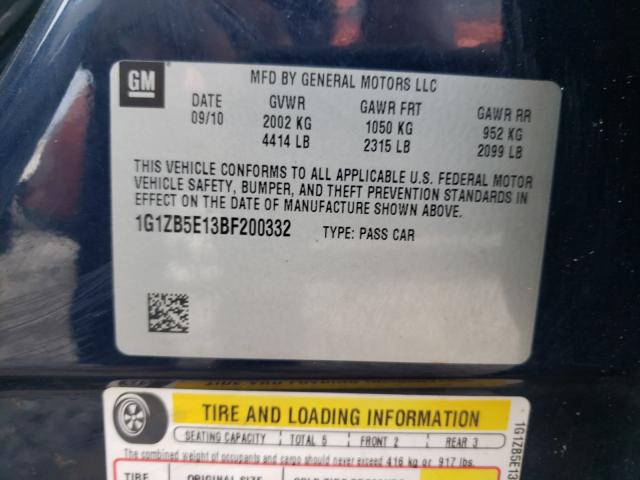 GM
MFD BY GENERAL MOTORS LLC
DATE GVWR GAWR FRT GAWR RR
09/10 2002 KG 1050 KG 952 KG
4414 LB 2315 LB 2099 LB
THIS VEHICLE CONFORMS TO ALL APPLICABLE U.S. FEDERAL MOTOR
VEHICLE SAFETY, BUMPER, AND THEFT PREVENTION STANDARDS IN
EFFECT ON THE DATE OF MANUFACTURE SHOWN ABOVE.
1G1ZB5E13BF200332 TYPE: PASS CAR
TIRE AND LOADING INFORMATION
SEATING CAPACITY TOTAL 5 FRONT 2 REAR 3
The combined weight of occupants and cargo should never exceed 416 kg or 917 lbs.
TIRE ORIGINAL SIZE
1G1ZB5E13